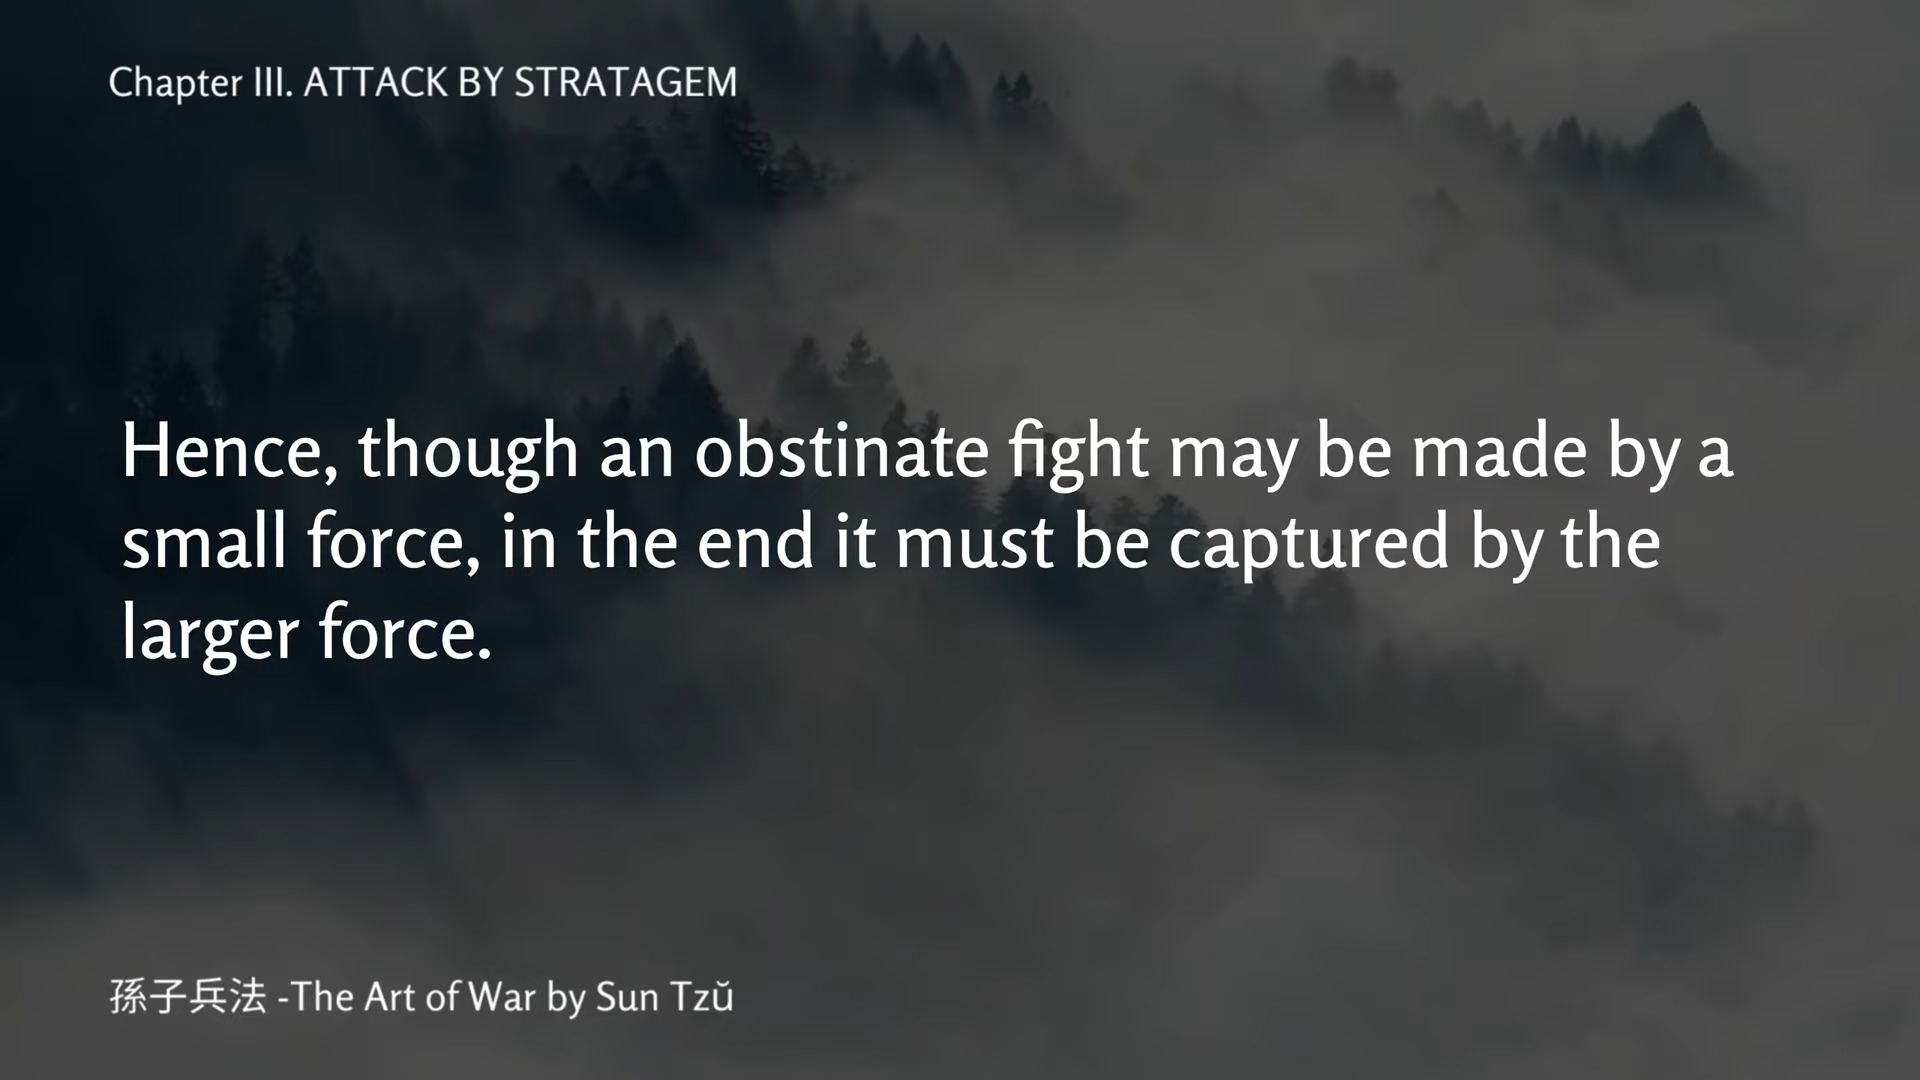 Chapter III. ATTACK BY STRATAGEM
Hence, though an obstinate fight may be made by a
small force, in the end it must be captured by the
larger force.
孫子兵法 -The Art of War by Sun Tzŭ